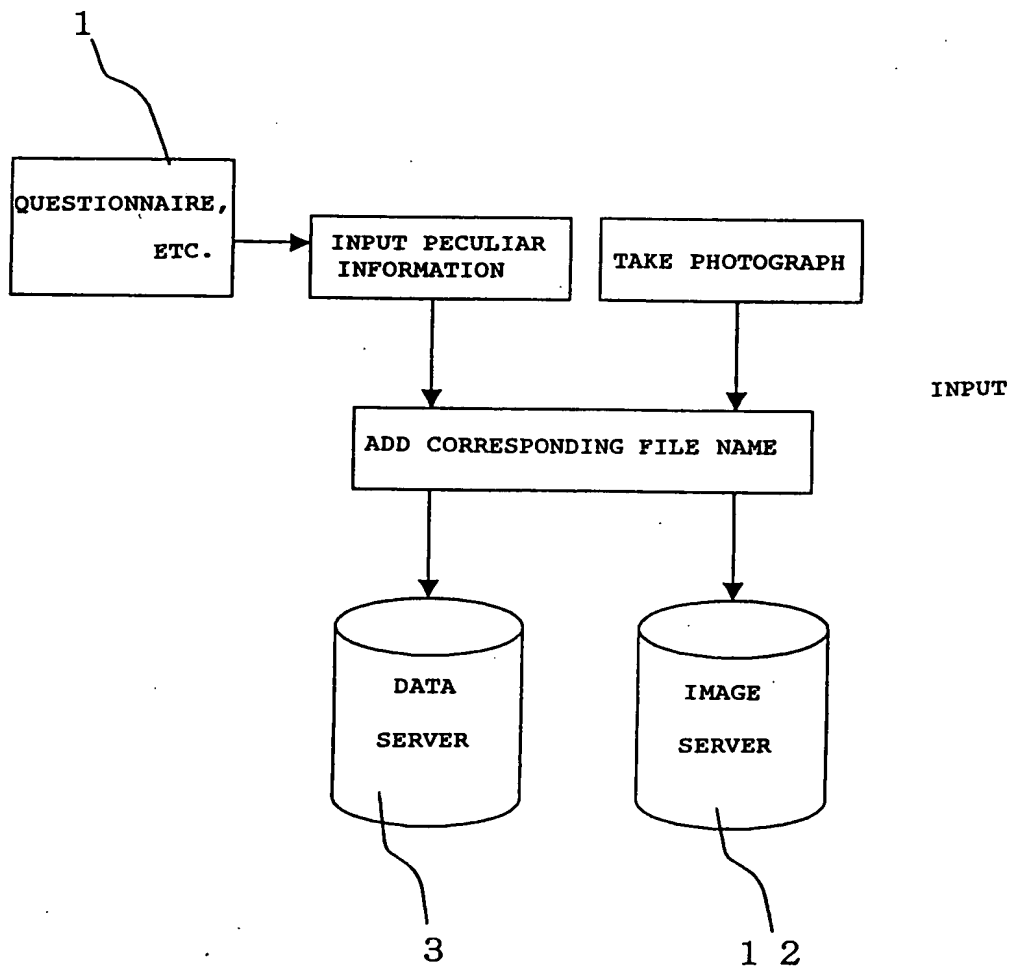 1
QUESTIONNAIRE,
ETC.
INPUT PECULIAR
INFORMATION
TAKE PHOTOGRAPH
INPUT
ADD CORRESPONDING FILE NAME
DATA
SERVER
IMAGE
SERVER
3
1 2